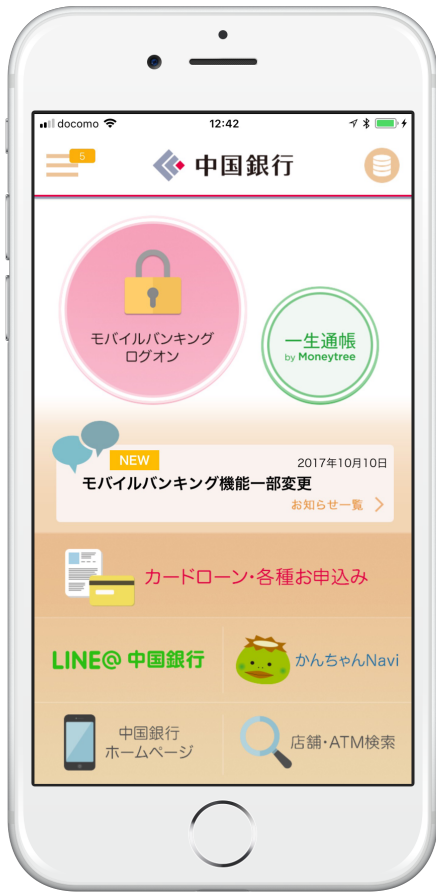 docomo
12:42
5
中国銀行
モバイルバンキング
ログオン
一生通帳
by Moneytree
NEW
2017年10月10日
モバイルバンキング機能一部変更
お知らせ一覧
カードローン・各種お申込み
LINE@ 中国銀行
かんちゃんNavi
中国銀行
ホームページ
店舗・ATM検索